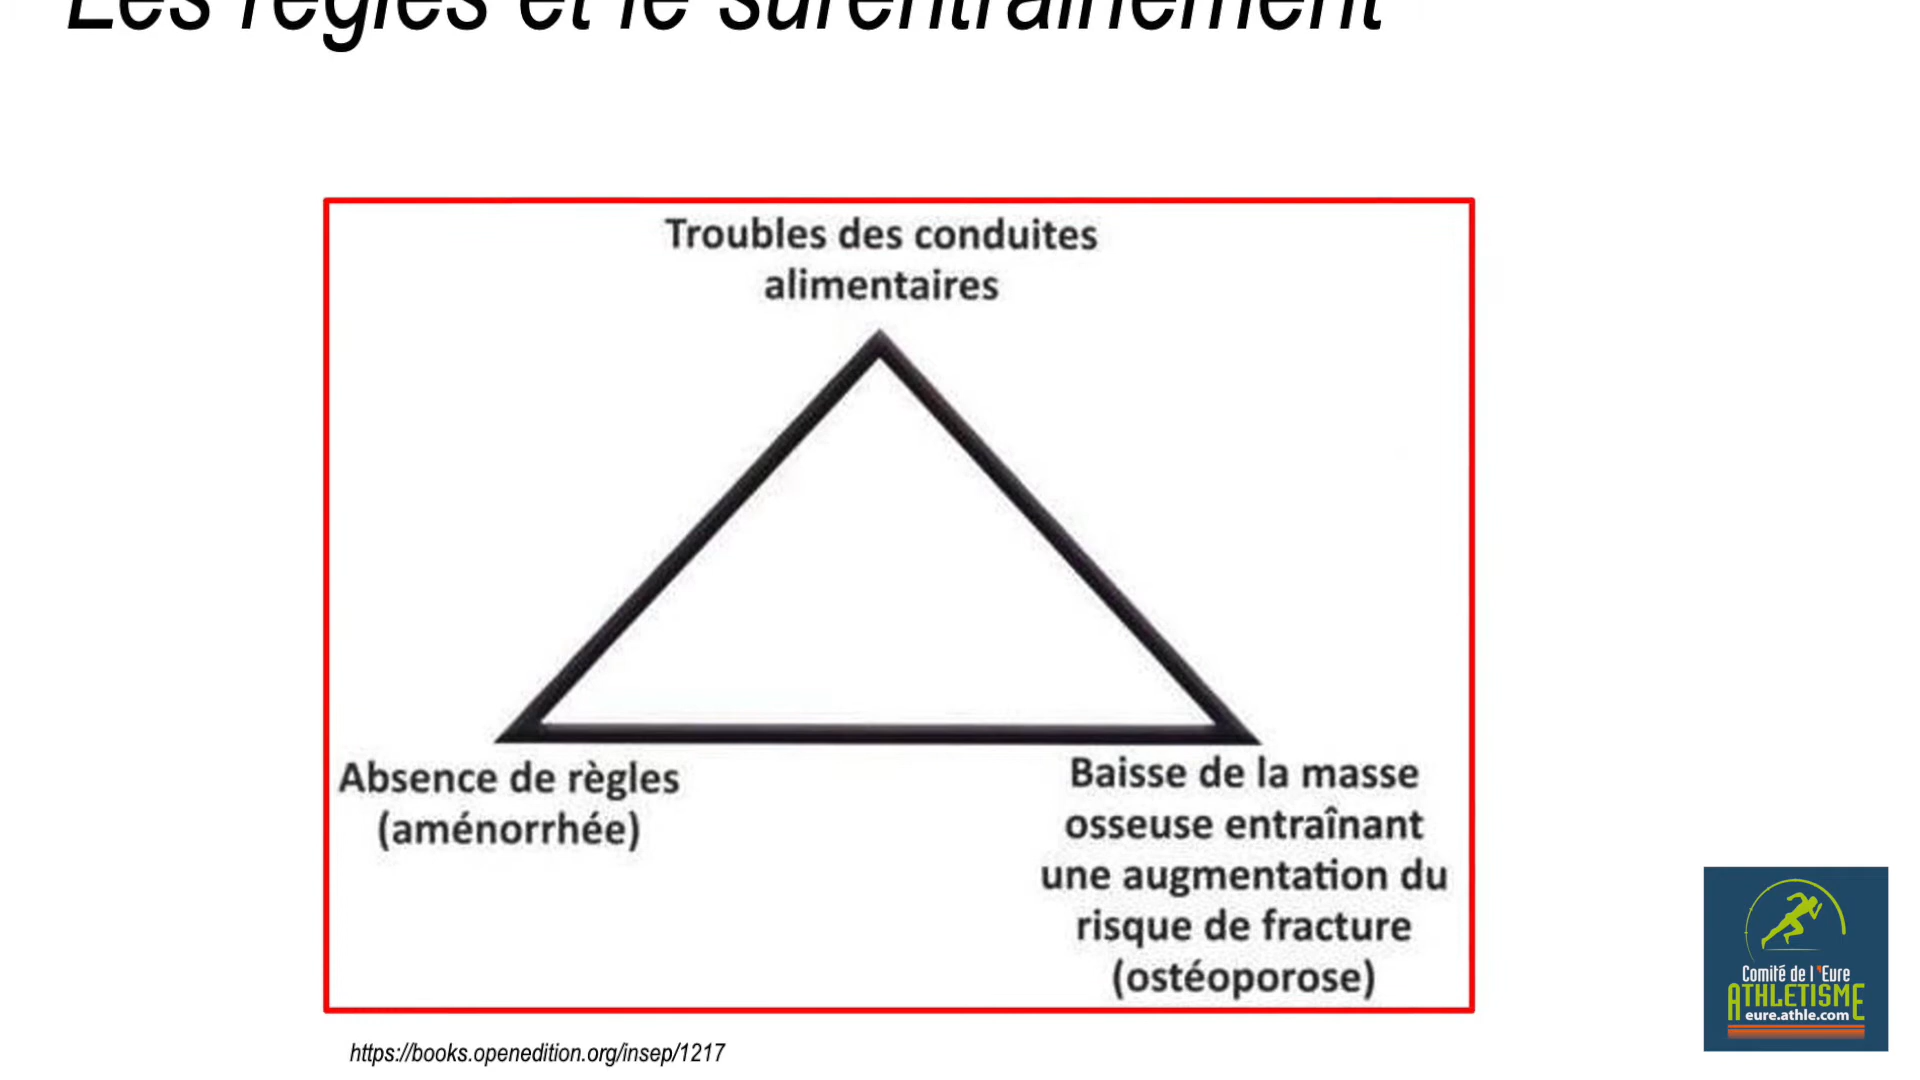 Les règles et le surentraînement
Troubles des conduites
alimentaires
Absence de règles
(aménorrhée)
Baisse de la masse
osseuse entraînant
une augmentation du
risque de fracture
(ostéoporose)
https://books.openedition.org/insep/1217
Comité de l'Eure
ATHLETISME
eure.athle.com